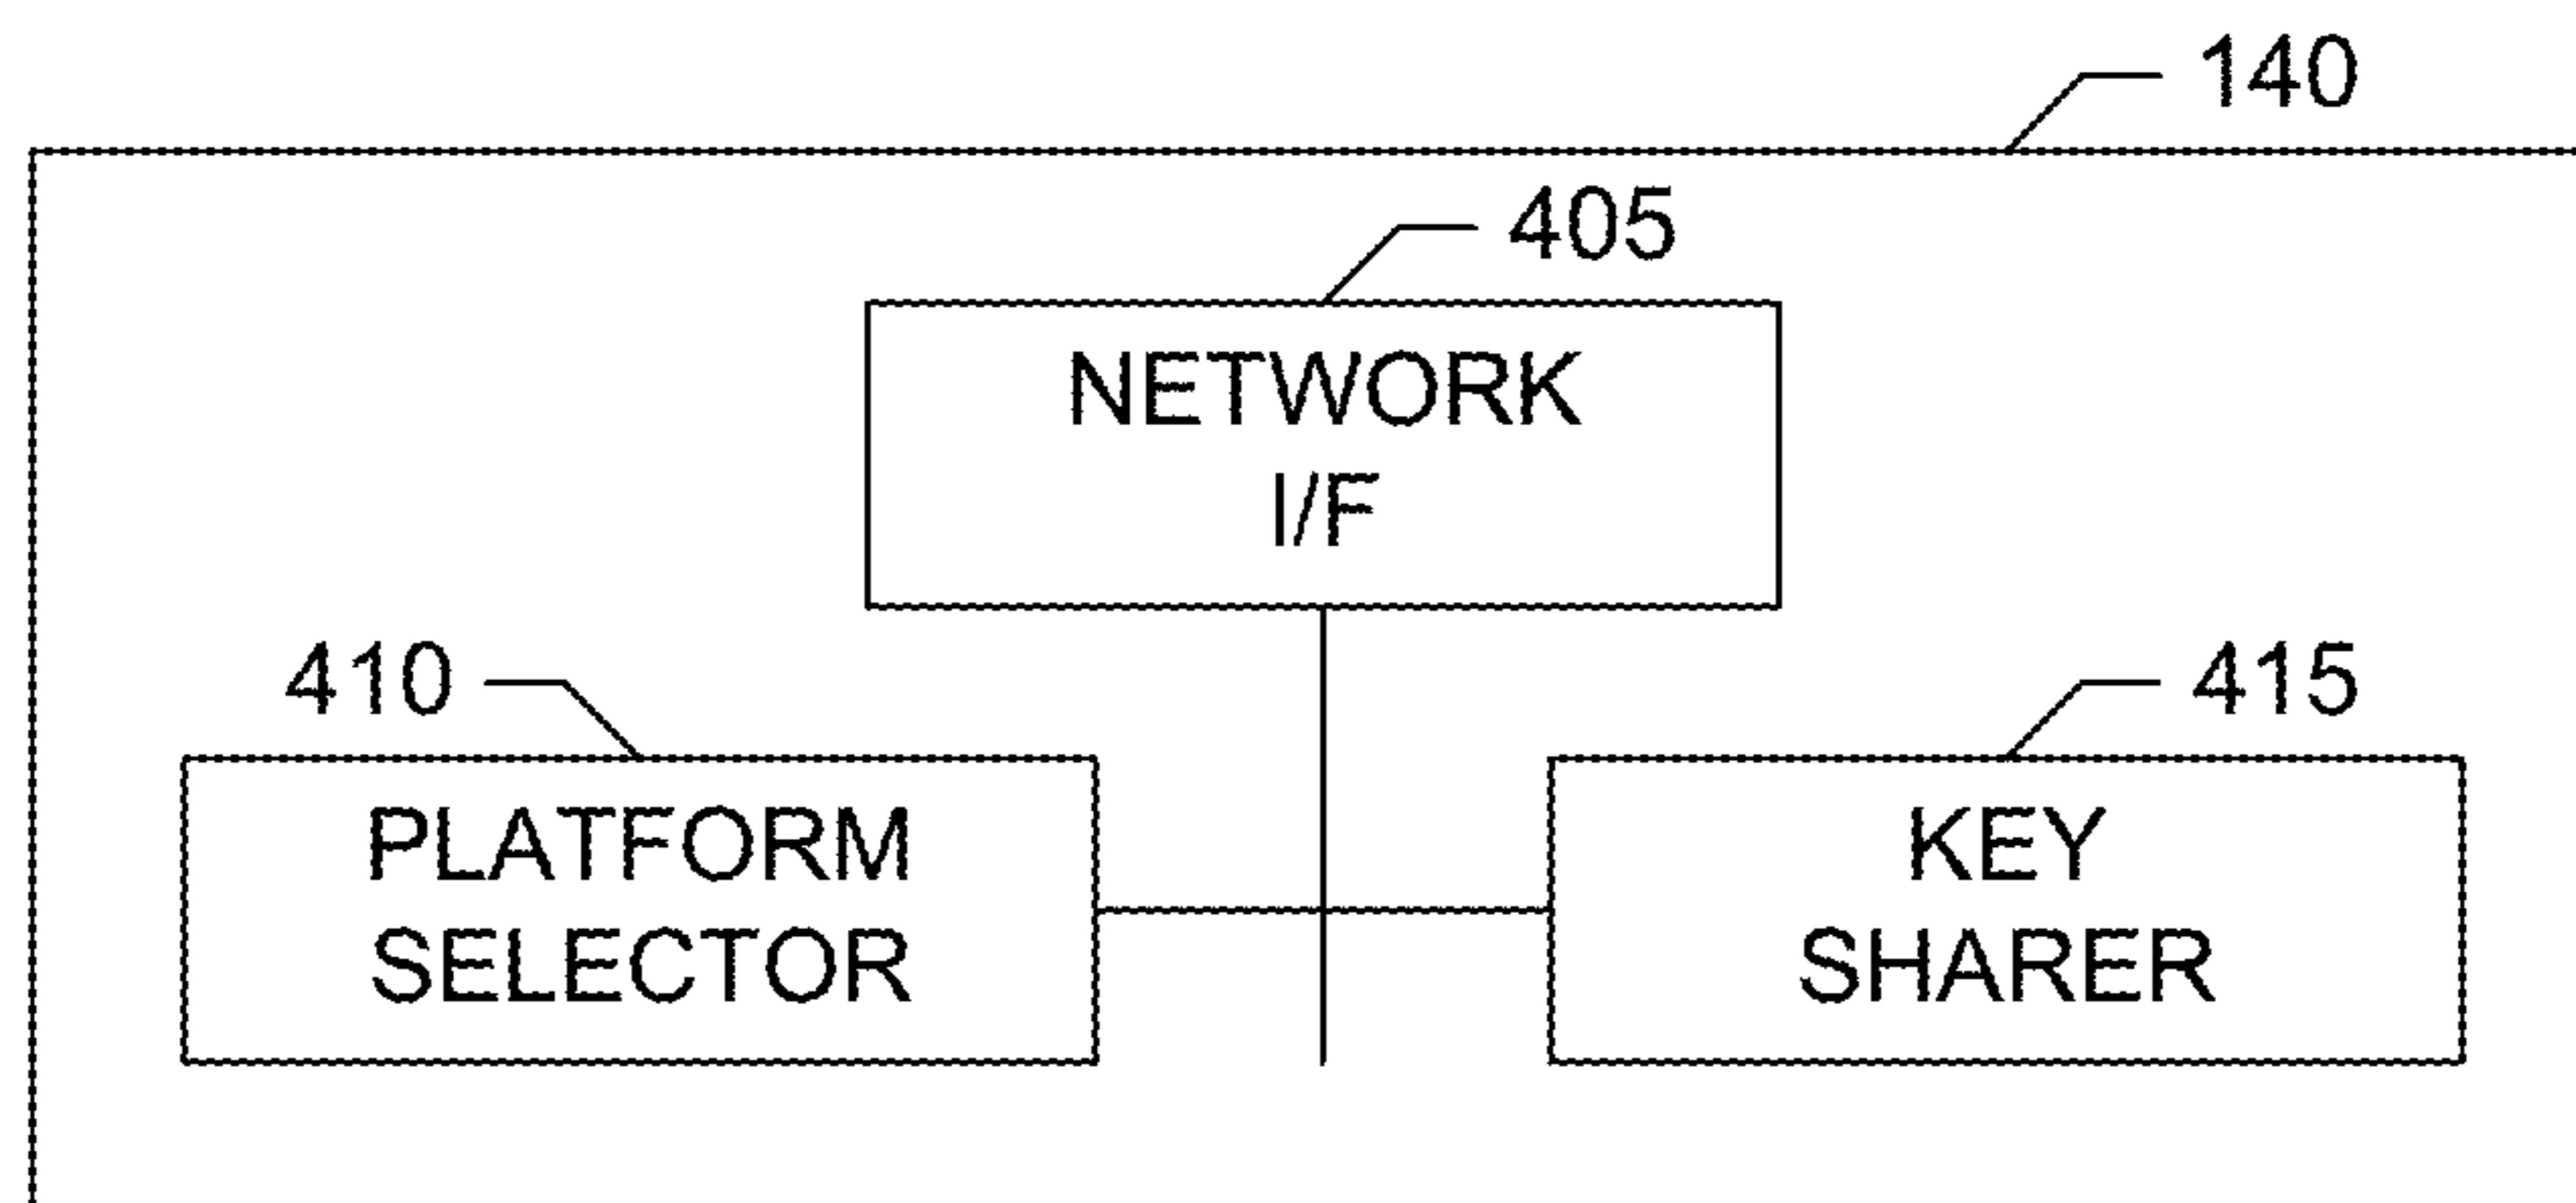 140
405
NETWORK
I/F
410
415
PLATFORM
SELECTOR
KEY
SHARER